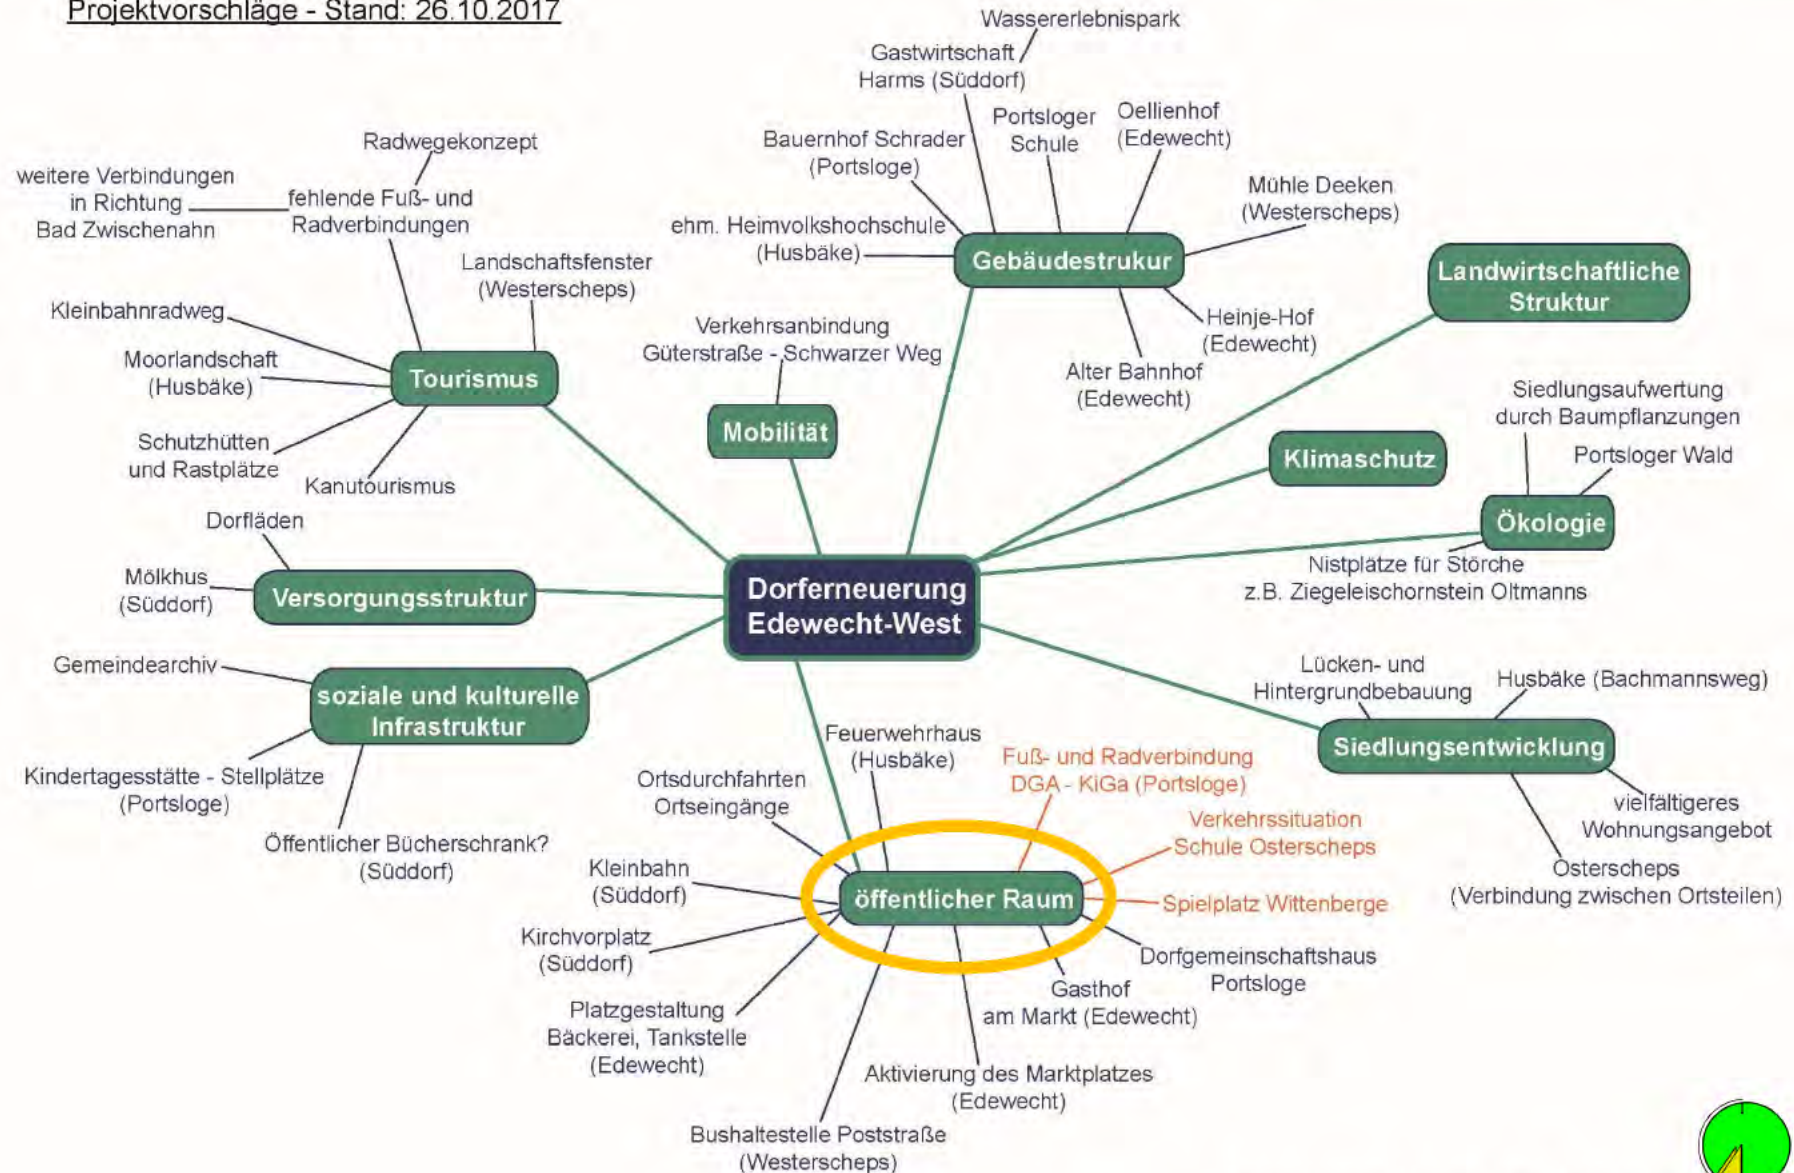 Projektvorschläge - Stand: 26.10.2017
Wassererlebnispark
Gastwirtschaft
Harms (Süddorf)
Portsloger
Schule
Oellienhof
(Edewecht)
Bauernhof Schrader
(Portsloge)
Mühle Deeken
(Westerscheps)
ehm. Heimvolkshochschule
(Husbäke)
Gebäudestrukur
Heinje-Hof
(Edewecht)
Alter Bahnhof
(Edewecht)
Radwegekonzept
weitere Verbindungen
in Richtung
Bad Zwischenahn
fehlende Fuß- und
Radverbindungen
Landschaftsfenster
(Westerscheps)
Kleinbahnradweg
Moorlandschaft
(Husbäke)
Tourismus
Schutzhütten
und Rastplätze
Kanutourismus
Verkehrsanbindung
Güterstraße - Schwarzer Weg
Mobilität
Landwirtschaftliche
Struktur
Klimaschutz
Siedlungsaufwertung
durch Baumpflanzungen
Portsloger Wald
Ökologie
Nistplätze für Störche
z.B. Ziegeleischornstein Oltmanns
Dorfläden
Mölkhus
(Süddorf)
Versorgungsstruktur
Dorferneuerung
Edewecht-West
Gemeindearchiv
soziale und kulturelle
Infrastruktur
Kindertagesstätte - Stellplätze
(Portsloge)
Öffentlicher Bücherschrank?
(Süddorf)
Lücken- und
Hintergrundbebauung
Husbäke (Bachmannsweg)
Siedlungsentwicklung
vielfältigeres
Wohnungsangebot
Osterscheps
(Verbindung zwischen Ortsteilen)
Feuerwehrhaus
(Husbäke)
Fuß- und Radverbindung
DGA - KiGa (Portsloge)
Ortsdurchfahrten
Ortseingänge
Verkehrssituation
Schule Osterscheps
Kleinbahn
(Süddorf)
öffentlicher Raum
Spielplatz Wittenberge
Kirchvorplatz
(Süddorf)
Dorfgemeinschaftshaus
Portsloge
Gasthof
am Markt (Edewecht)
Platzgestaltung
Bäckerei, Tankstelle
(Edewecht)
Aktivierung des Marktplatzes
(Edewecht)
Bushaltestelle Poststraße
(Westerscheps)